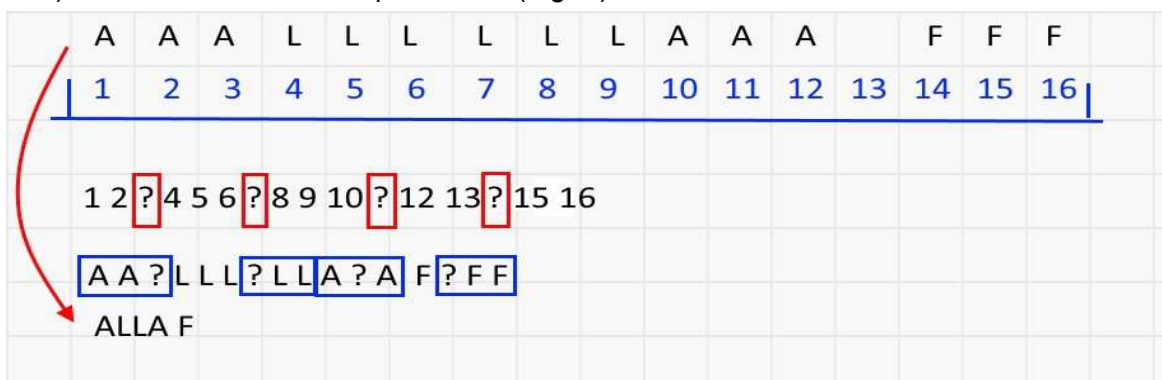 A A A L L L L L L A A A F F F
1 2 3 4 5 6 7 8 9 10 11 12 13 14 15 16
1 2 ? 4 5 6 ? 8 9 10 ? 12 13 ? 15 16
A A ? L L L ? L L A ? A F ? F F
ALLA F